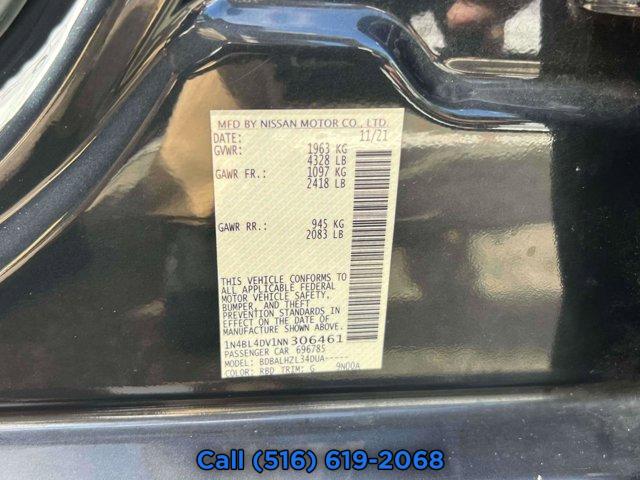 MFD BY NISSAN MOTOR CO., LTD.
DATE: 11/21
GVWR: 1963 KG
4328 LB
GAWR FR.: 1097 KG
2418 LB
GAWR RR.: 945 KG
2083 LB
THIS VEHICLE CONFORMS TO
ALL APPLICABLE FEDERAL
MOTOR VEHICLE SAFETY,
BUMPER, AND THEFT
PREVENTION STANDARDS IN
EFFECT ON THE DATE OF
MANUFACTURE SHOWN ABOVE.
1N4BL4DV1NN306461
PASSENGER CAR 696785
MODEL: BDBALHZL34DUA-----
COLOR: RBD TRIM: G 9N00A
Call (516) 619-2068